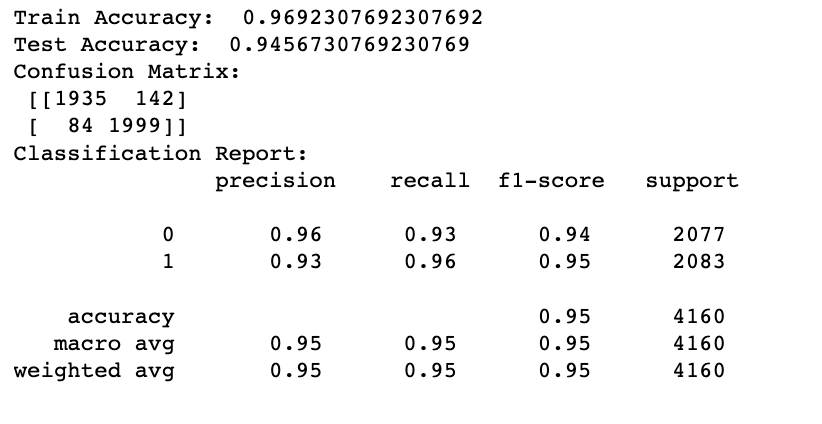 Train Accuracy:  0.9692307692307692
Test Accuracy:  0.9456730769230769
Confusion Matrix:
 [[1935  142]
 [  84 1999]]
Classification Report:
              precision    recall  f1-score   support

           0       0.96      0.93      0.94      2077
           1       0.93      0.96      0.95      2083

    accuracy                           0.95      4160
   macro avg       0.95      0.95      0.95      4160
weighted avg       0.95      0.95      0.95      4160